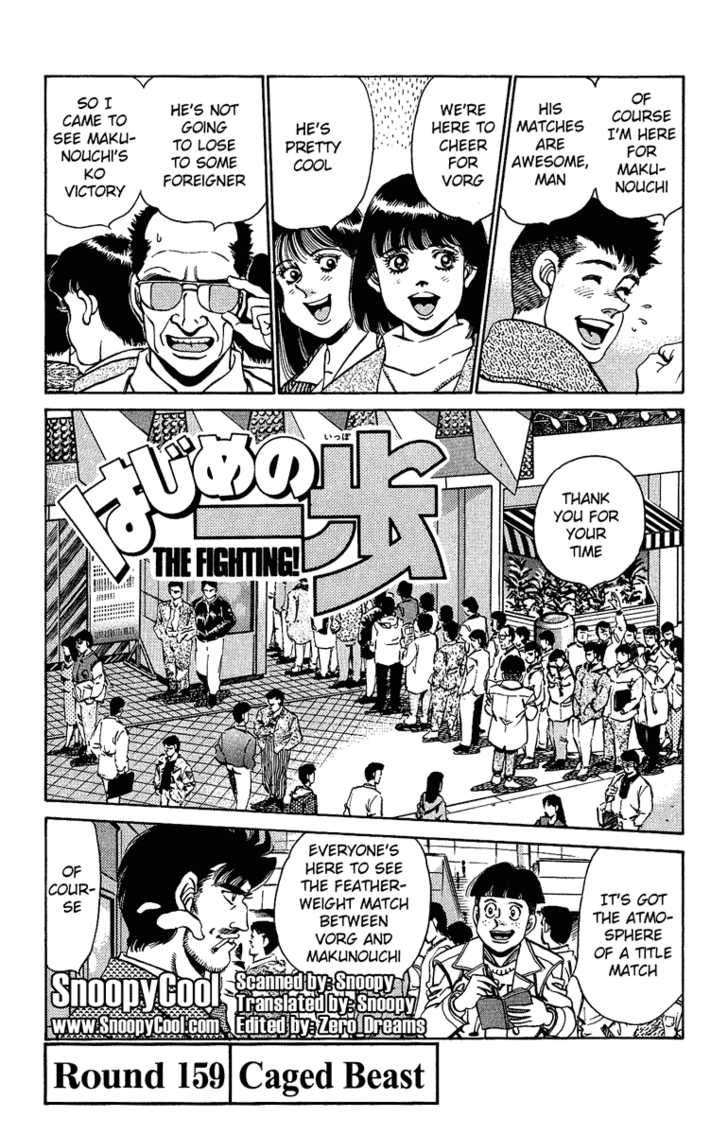 OF
COURSE
I'M HERE
FOR
MAKU-
NOUCHI
HIS
MATCHES
ARE
AWESOME,
MAN
WE'RE
HERE TO
CHEER
FOR
VORG
HE'S
PRETTY
COOL
HE'S NOT
GOING
TO LOSE
TO SOME
FOREIGNER
SO I
CAME TO
SEE MAKU-
NOUCHI'S
KO
VICTORY
いっぽ
はじめの一歩
THE FIGHTING!
THANK
YOU FOR
YOUR
TIME
IT'S GOT
THE ATMO-
SPHERE
OF A TITLE
MATCH
EVERYONE'S
HERE TO SEE
THE FEATHER-
WEIGHT MATCH
BETWEEN
VORG AND
MAKUNOUCHI
OF
COUR-
SE
SnoopyCool
www.SnoopyCool.com
Scanned by: Snoopy
Translated by: Snoopy
Edited by: Zero Dreams
Round 159
Caged Beast